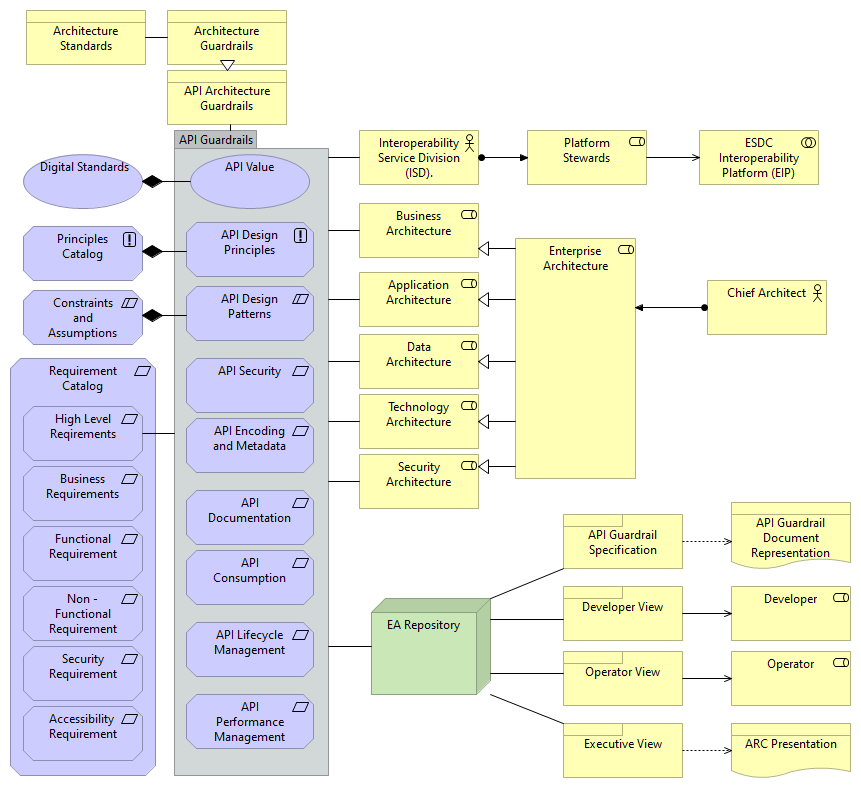 Architecture
Standards
Architecture
Guardrails
API Architecture
Guardrails
API Guardrails
Digital Standards
API Value
Principles
Catalog
API Design
Principles
Constraints
and
Assumptions
API Design
Patterns
Requirement
Catalog
High Level
Reqirements
Business
Requirements
Functional
Requirement
Non -
Functional
Requirement
Security
Requirement
Accessibility
Requirement
API Security
API Encoding
and Metadata
API
Documentation
API
Consumption
API Lifecycle
Management
API
Performance
Management
Interoperability
Service Division
(ISD).
Platform
Stewards
ESDC
Interoperability
Platform (EIP)
Business
Architecture
Application
Architecture
Data
Architecture
Technology
Architecture
Security
Architecture
Enterprise
Architecture
Chief Architect
EA Repository
API Guardrail
Specification
API Guardrail
Document
Representation
Developer View
Developer
Operator View
Operator
Executive View
ARC Presentation